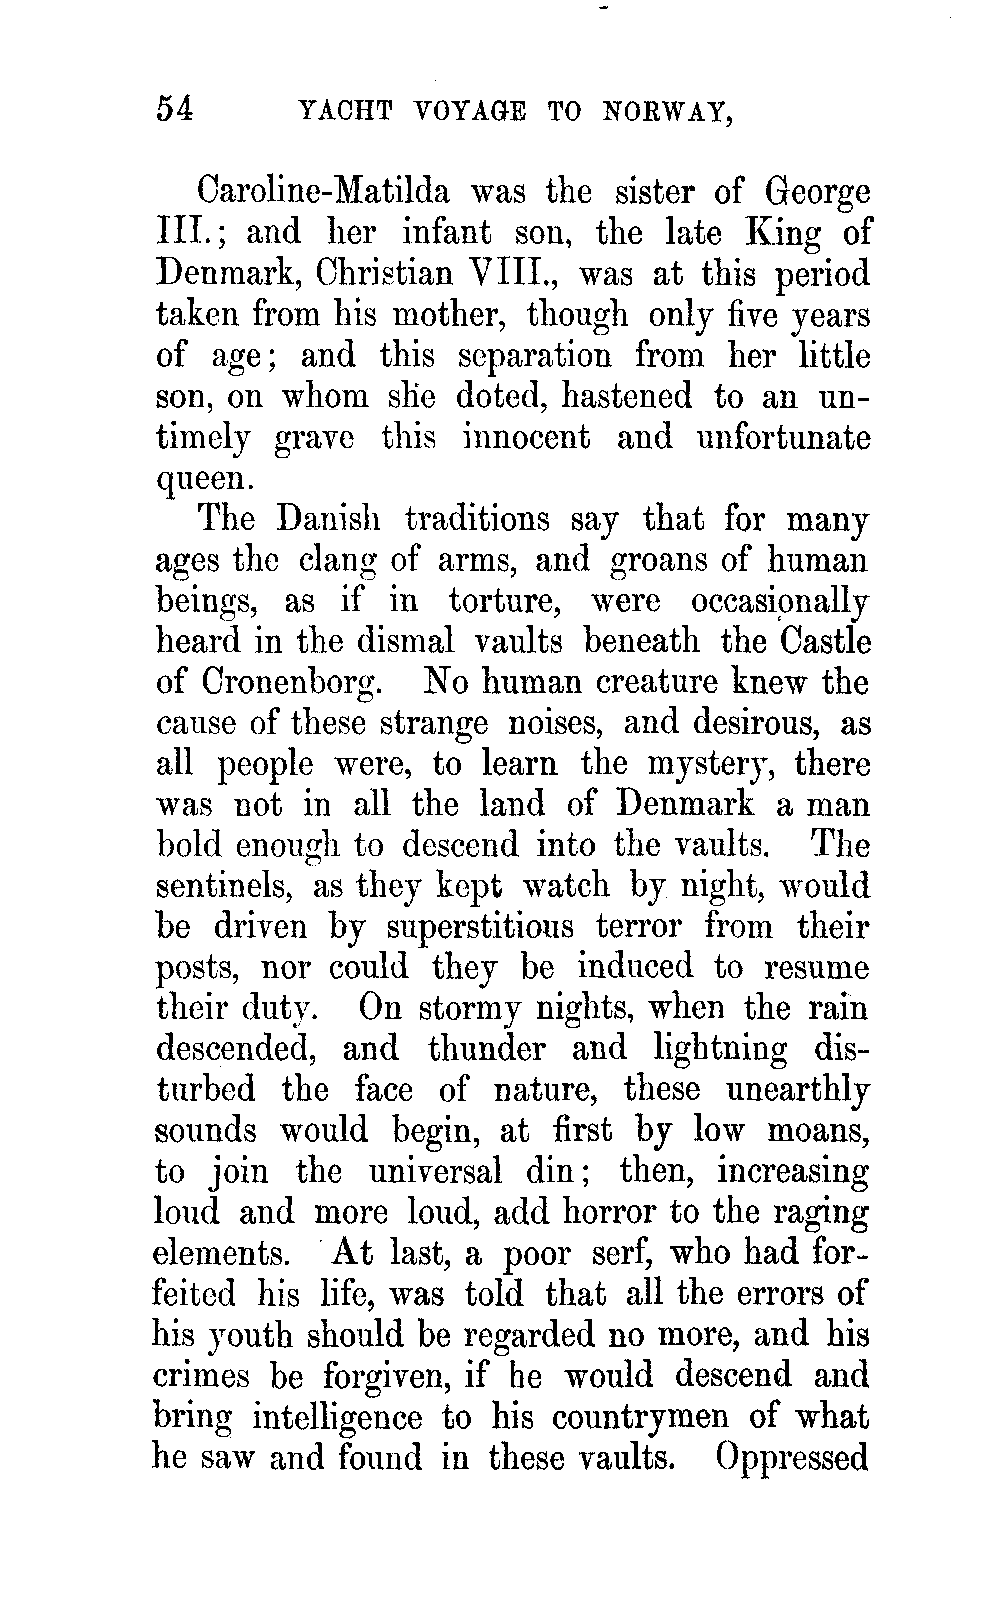 54 YACHT VOYAGE TO NORWAY,
Caroline-Matilda was the sister of George
III.; and her infant son, the late King of
Denmark, Christian VIII., was at this period
taken from his mother, though only five years
of age; and this separation from her little
son, on whom she doted, hastened to an un-
timely grave this innocent and unfortunate
queen.
The Danish traditions say that for many
ages the clang of arms, and groans of human
beings, as if in torture, were occasionally
heard in the dismal vaults beneath the Castle
of Cronenborg. No human creature knew the
cause of these strange noises, and desirous, as
all people were, to learn the mystery, there
was not in all the land of Denmark a man
bold enough to descend into the vaults. The
sentinels, as they kept watch by night, would
be driven by superstitious terror from their
posts, nor could they be induced to resume
their duty. On stormy nights, when the rain
descended, and thunder and lightning dis-
turbed the face of nature, these unearthly
sounds would begin, at first by low moans,
to join the universal din; then, increasing
loud and more loud, add horror to the raging
elements. At last, a poor serf, who had for-
feited his life, was told that all the errors of
his youth should be regarded no more, and his
crimes be forgiven, if he would descend and
bring intelligence to his countrymen of what
he saw and found in these vaults. Oppressed